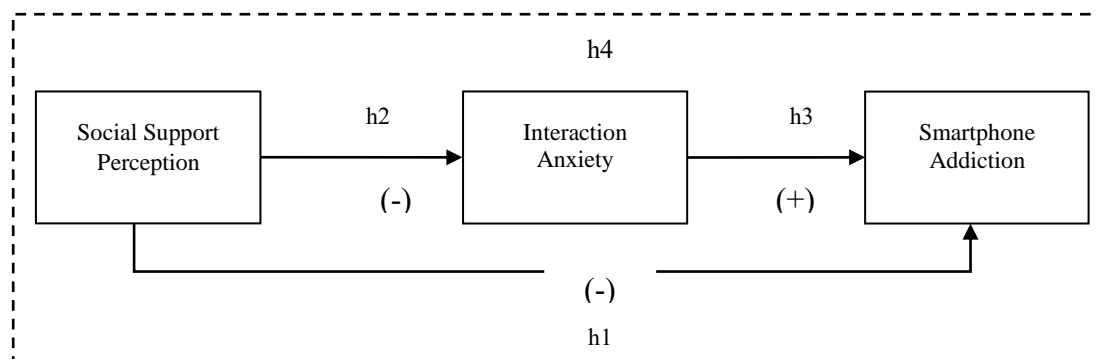 h4
h2
h3
Social Support
Perception
Interaction
Anxiety
Smartphone
Addiction
(-)
(+)
(-)
h1